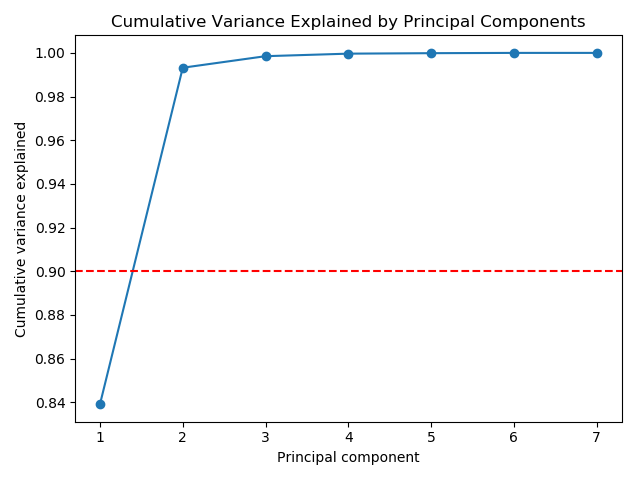 Cumulative Variance Explained by Principal Components
Cumulative variance explained
1.00
0.98
0.96
0.94
0.92
0.90
0.88
0.86
0.84
1 2 3 4 5 6 7
Principal component